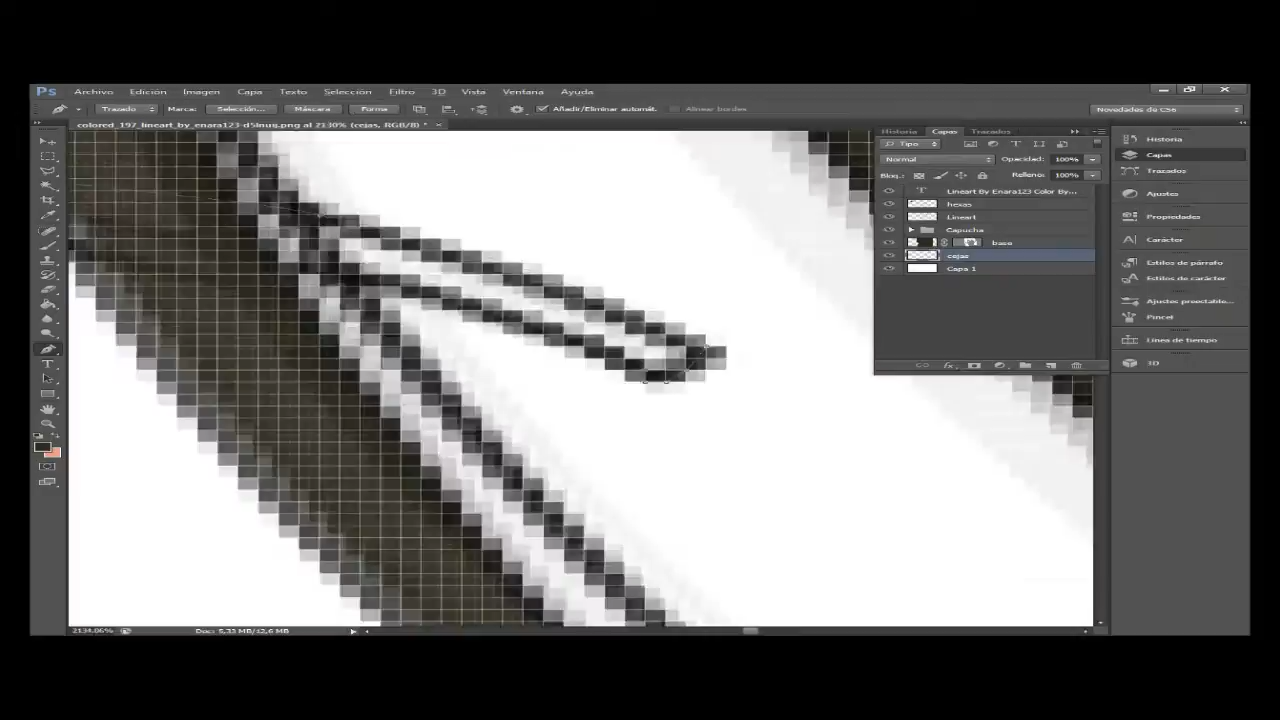 Ps Archivo Edición Imagen Capa Texto Selección Filtro 3D Vista Ventana Ayuda
Trazado Marca: Selección... Máscara Forma Añadir/Eliminar automát. Alinear bordes Novedades de CS6
colored_197_lineart_by_enara123-d5lmuij.png al 2130% (cejas, RGB/8) *
Historia Capas Trazados
Tipo
Normal Opacidad: 100%
Bloq.: Relleno: 100%
Lineart By Enara123 Color By...
hexas
Lineart
Capucha
base
cejas
Capa 1
Historia
Capas
Trazados
Ajustes
Propiedades
Carácter
Estilos de párrafo
Estilos de carácter
Ajustes preestable...
Pincel
Línea de tiempo
3D
2134.06% Doc: 5,33 MB/12,6 MB